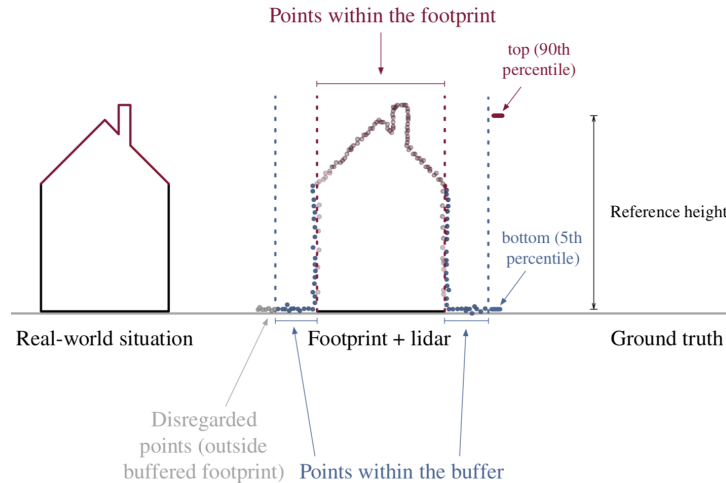 Points within the footprint
top (90th
percentile)
Reference height
bottom (5th
percentile)
Real-world situation
Footprint + lidar
Ground truth
Disregarded
points (outside
buffered footprint)
Points within the buffer